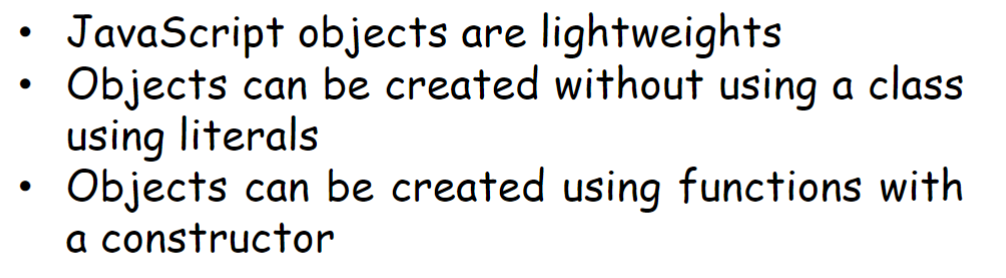 • JavaScript objects are lightweights
• Objects can be created without using a class
using literals
• Objects can be created using functions with
a constructor